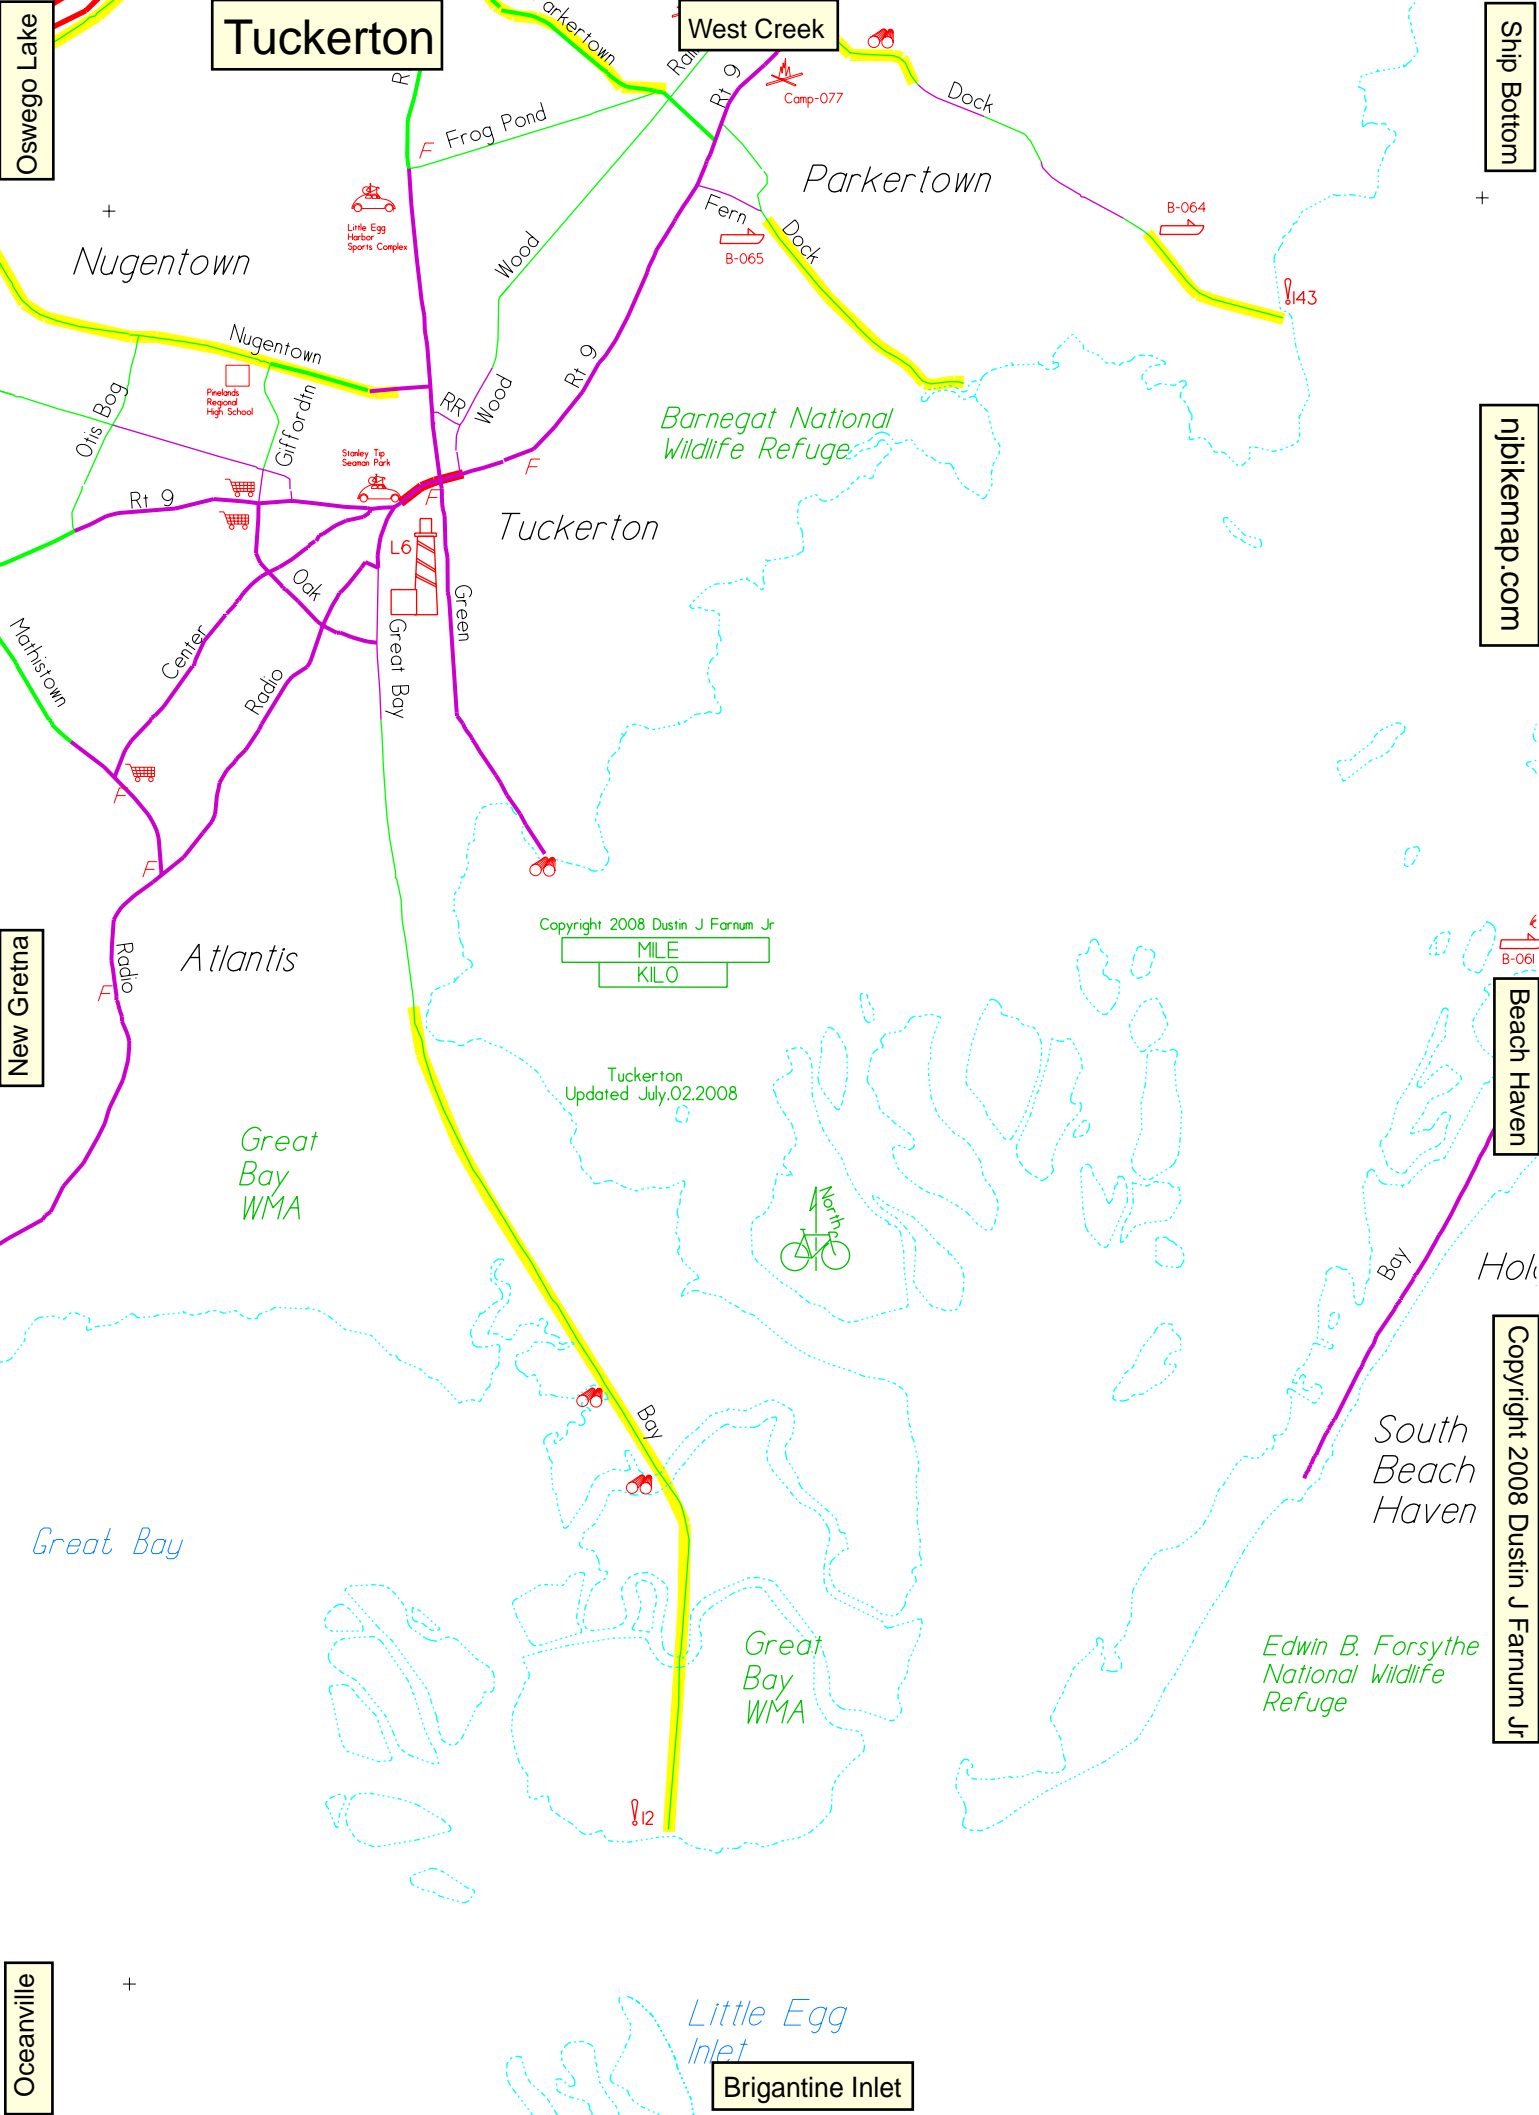 Oswego Lake
Tuckerton
West Creek
Ship Bottom
arkertown
Rail
R
Rt 9
Camp-077
Dock
Frog Pond
F
Parkertown
Little Egg
Harbor
Sports Complex
Fern
B-065
Dock
B-064
Wood
Nugentown
!143
Nugentown
Rt 9
Pinelands
Regional
High School
Otis Bog
Giffordtn
RR
Wood
Barnegat National
Wildlife Refuge
njbikemap.com
Stanley Tip
Seaman Park
F
F
Rt 9
Tuckerton
L6
Oak
Green
Great Bay
Mathistown
Center
Radio
F
F
Copyright 2008 Dustin J Farnum Jr
MILE
KILO
New Gretna
Radio
Atlantis
F
B-061
Beach Haven
Tuckerton
Updated July.02.2008
Great
Bay
WMA
North
Bay
Hol
Copyright 2008 Dustin J Farnum Jr
Bay
South
Beach
Haven
Great Bay
Great
Bay
WMA
Edwin B. Forsythe
National Wildlife
Refuge
!12
Oceanville
Little Egg
Inlet
Brigantine Inlet